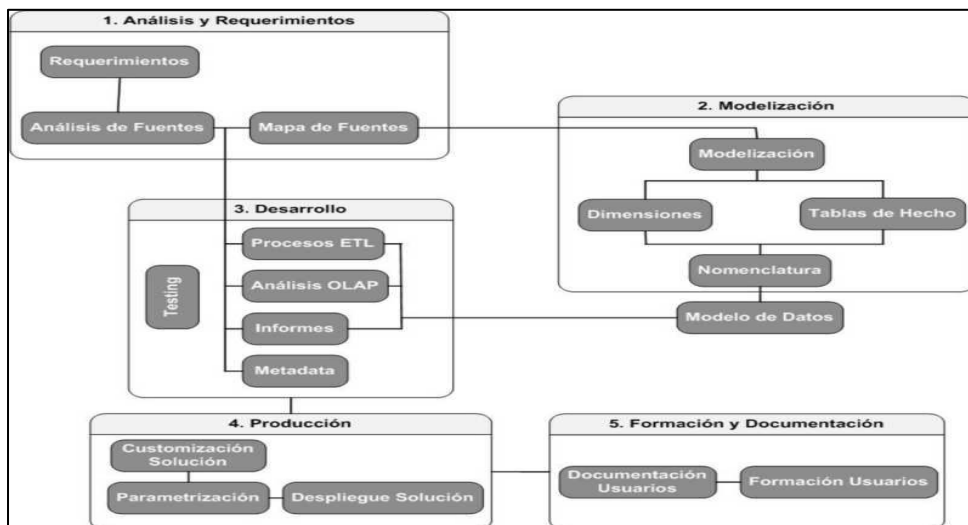 1. Análisis y Requerimientos
Requerimientos
Análisis de Fuentes
Mapa de Fuentes
2. Modelización
Modelización
Dimensiones
Tablas de Hecho
Nomenclatura
Modelo de Datos
3. Desarrollo
Testing
Procesos ETL
Análisis OLAP
Informes
Metadata
4. Producción
Customización
Solución
Parametrización
Despliegue Solución
5. Formación y Documentación
Documentación
Usuarios
Formación Usuarios